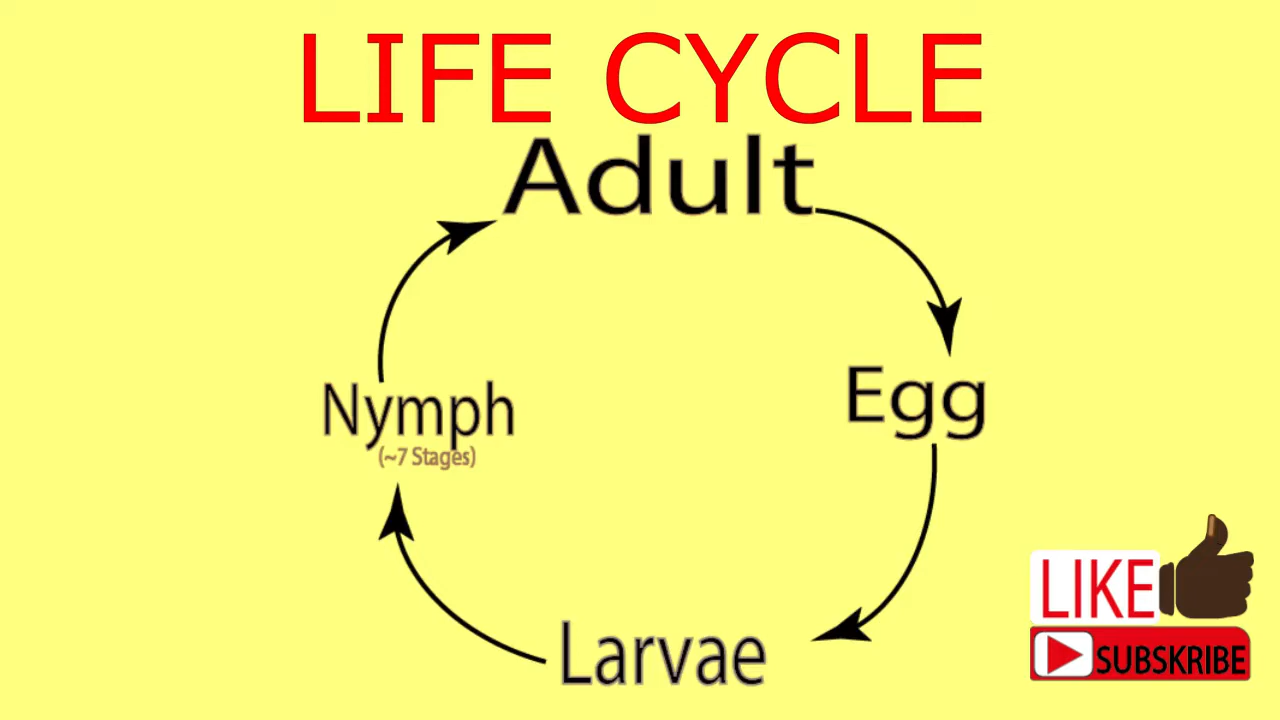 LIFE CYCLE
Adult
Egg
Nymph
(~7 Stages)
Larvae
LIKE
SUBSKRIBE